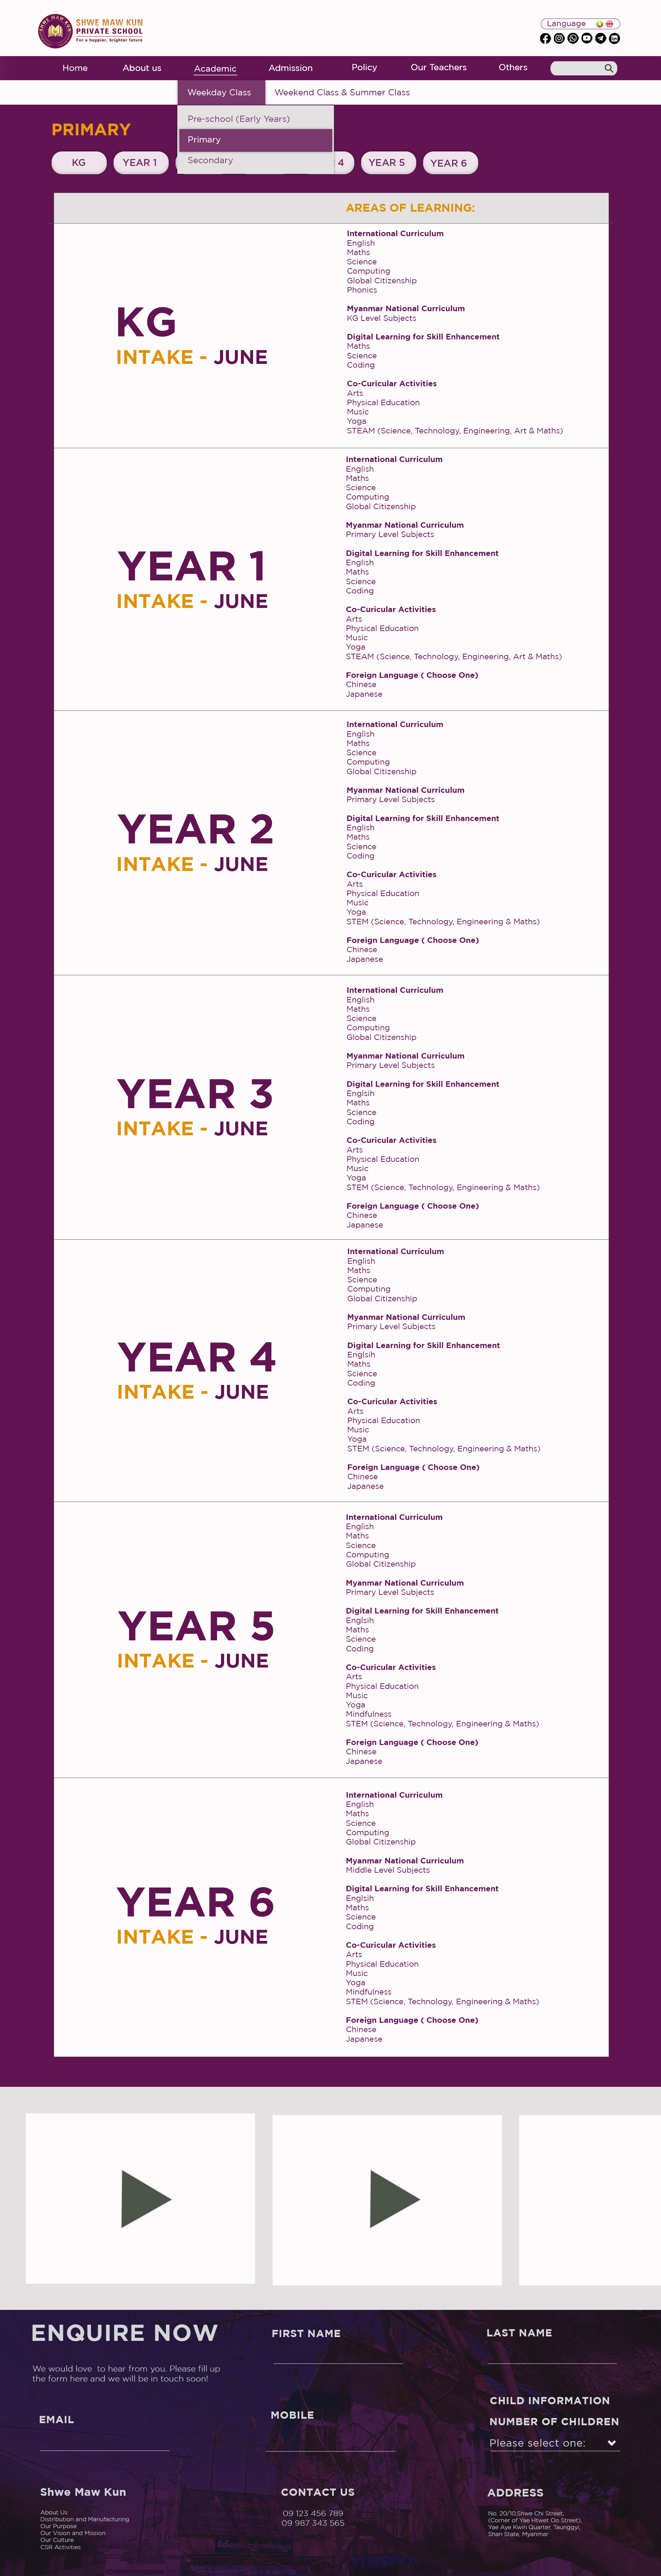 SHWE MAW KUN
PRIVATE SCHOOL
For a happier, brighter future
Language
Home About us Academic Admission Policy Our Teachers Others
Weekday Class Weekend Class & Summer Class
Pre-school (Early Years)
Primary
Secondary
PRIMARY
KG YEAR 1 4 YEAR 5 YEAR 6
AREAS OF LEARNING:
KG
INTAKE - JUNE
International Curriculum
English
Maths
Science
Computing
Global Citizenship
Phonics
Myanmar National Curriculum
KG Level Subjects
Digital Learning for Skill Enhancement
Maths
Science
Coding
Co-Curicular Activities
Arts
Physical Education
Music
Yoga
STEAM (Science, Technology, Engineering, Art & Maths)
YEAR 1
INTAKE - JUNE
International Curriculum
English
Maths
Science
Computing
Global Citizenship
Myanmar National Curriculum
Primary Level Subjects
Digital Learning for Skill Enhancement
English
Maths
Science
Coding
Co-Curicular Activities
Arts
Physical Education
Music
Yoga
STEAM (Science, Technology, Engineering, Art & Maths)
Foreign Language ( Choose One)
Chinese
Japanese
YEAR 2
INTAKE - JUNE
International Curriculum
English
Maths
Science
Computing
Global Citizenship
Myanmar National Curriculum
Primary Level Subjects
Digital Learning for Skill Enhancement
English
Maths
Science
Coding
Co-Curicular Activities
Arts
Physical Education
Music
Yoga
STEM (Science, Technology, Engineering & Maths)
Foreign Language ( Choose One)
Chinese
Japanese
YEAR 3
INTAKE - JUNE
International Curriculum
English
Maths
Science
Computing
Global Citizenship
Myanmar National Curriculum
Primary Level Subjects
Digital Learning for Skill Enhancement
Englsih
Maths
Science
Coding
Co-Curicular Activities
Arts
Physical Education
Music
Yoga
STEM (Science, Technology, Engineering & Maths)
Foreign Language ( Choose One)
Chinese
Japanese
YEAR 4
INTAKE - JUNE
International Curriculum
English
Maths
Science
Computing
Global Citizenship
Myanmar National Curriculum
Primary Level Subjects
Digital Learning for Skill Enhancement
Englsih
Maths
Science
Coding
Co-Curicular Activities
Arts
Physical Education
Music
Yoga
STEM (Science, Technology, Engineering & Maths)
Foreign Language ( Choose One)
Chinese
Japanese
YEAR 5
INTAKE - JUNE
International Curriculum
English
Maths
Science
Computing
Global Citizenship
Myanmar National Curriculum
Primary Level Subjects
Digital Learning for Skill Enhancement
Englsih
Maths
Science
Coding
Co-Curicular Activities
Arts
Physical Education
Music
Yoga
Mindfulness
STEM (Science, Technology, Engineering & Maths)
Foreign Language ( Choose One)
Chinese
Japanese
YEAR 6
INTAKE - JUNE
International Curriculum
English
Maths
Science
Computing
Global Citizenship
Myanmar National Curriculum
Middle Level Subjects
Digital Learning for Skill Enhancement
Englsih
Maths
Science
Coding
Co-Curicular Activities
Arts
Physical Education
Music
Yoga
Mindfulness
STEM (Science, Technology, Engineering & Maths)
Foreign Language ( Choose One)
Chinese
Japanese
ENQUIRE NOW
We would love to hear from you. Please fill up
the form here and we will be in touch soon!
FIRST NAME
LAST NAME
EMAIL
MOBILE
CHILD INFORMATION
NUMBER OF CHILDREN
Please select one:
Shwe Maw Kun
About Us
Distribution and Manufacturing
Our Purpose
Our Vision and Mission
Our Culture
CSR Activities
CONTACT US
09 123 456 789
09 987 343 565
ADDRESS
No. 20/10,Shwe Chi Street,
(Corner of Yae Htwet Oo Street),
Yae Aye Kwin Quarter, Taunggyi,
Shan State, Myanmar